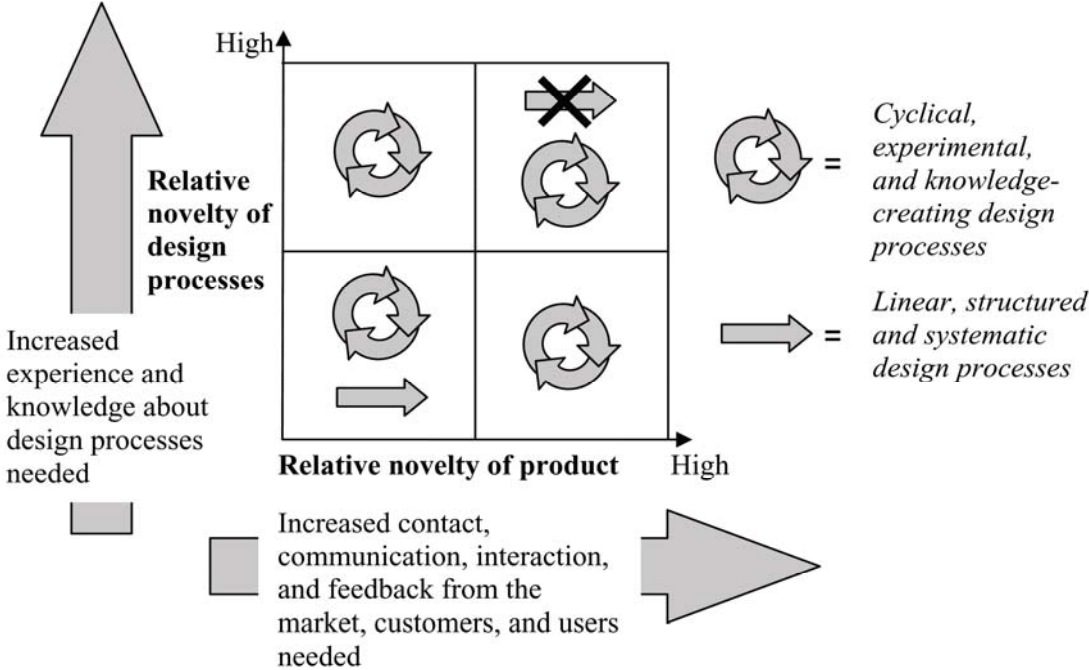 High
Relative
novelty of
design
processes
Increased
experience and
knowledge about
design processes
needed
Relative novelty of product
High
Increased contact,
communication, interaction,
and feedback from the
market, customers, and users
needed
=
Cyclical,
experimental,
and knowledge-
creating design
processes
=
Linear, structured
and systematic
design processes